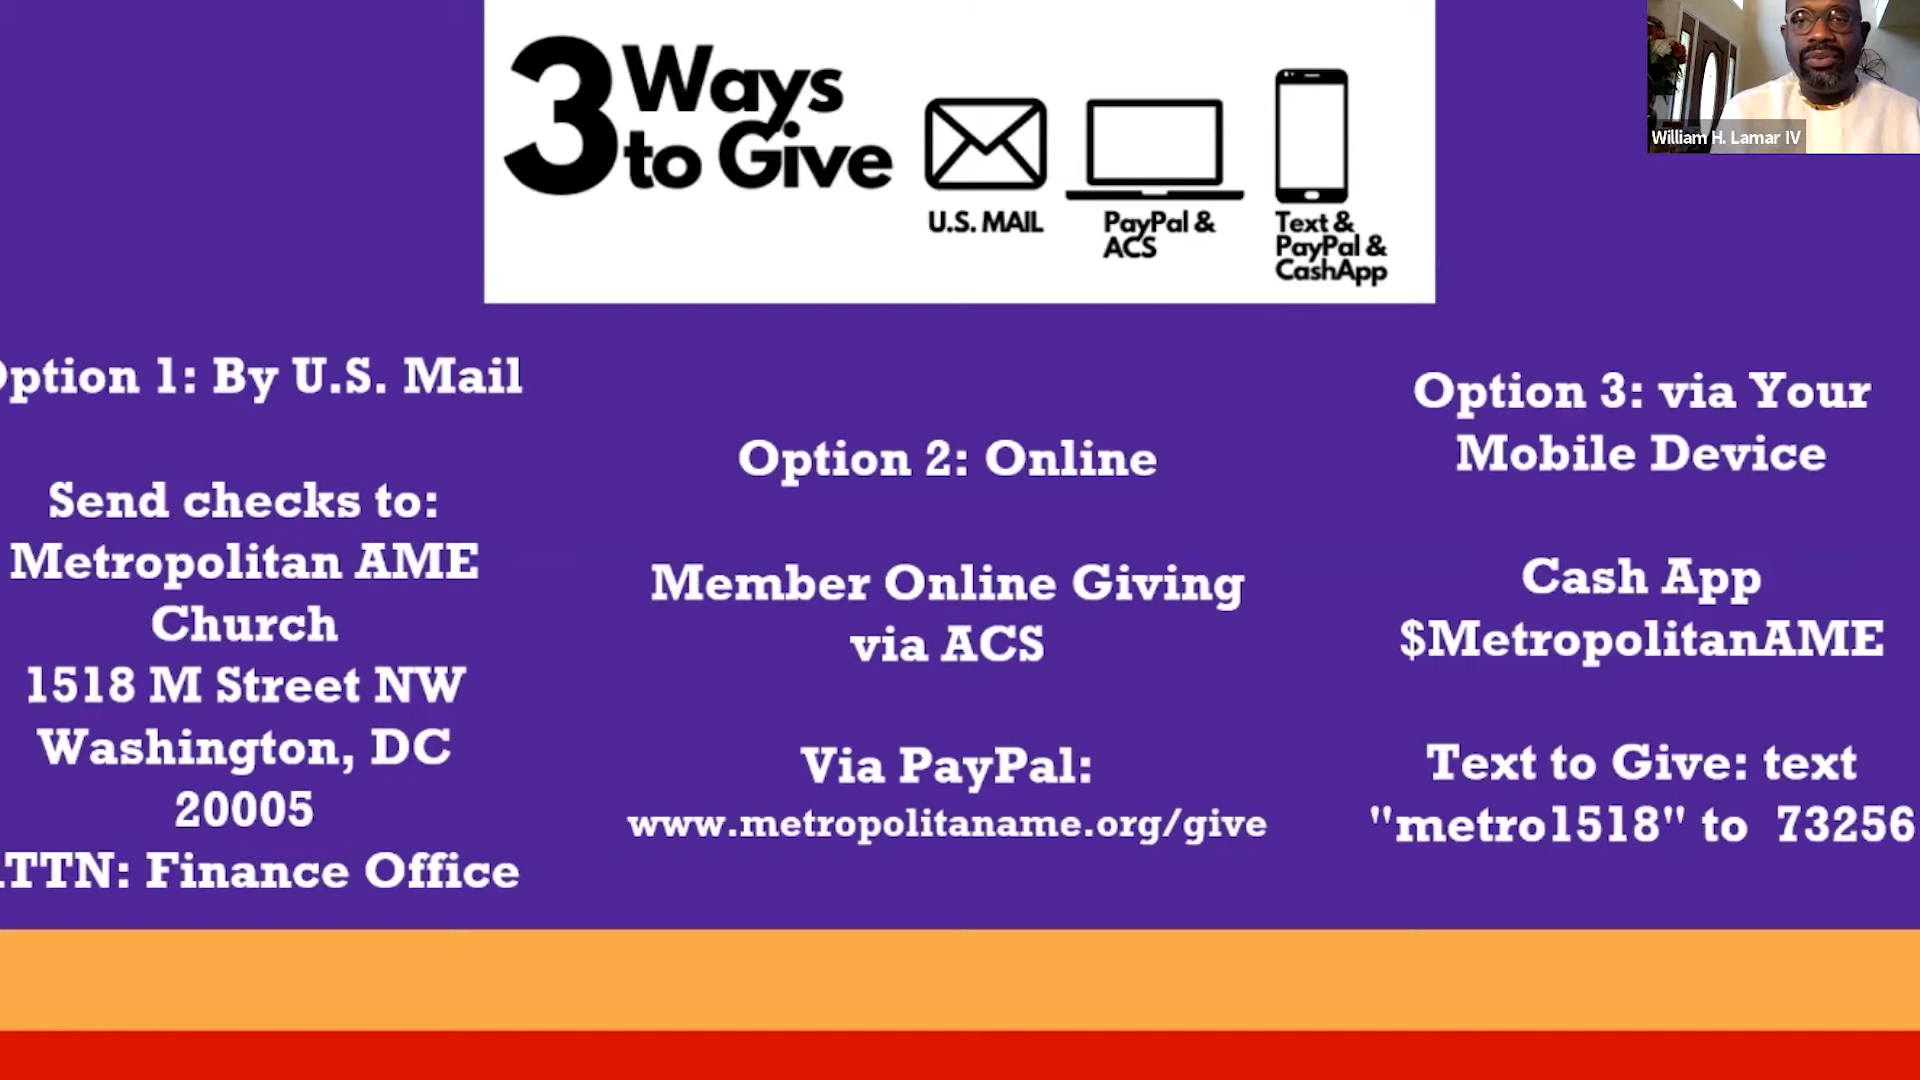 3 Ways
to Give
U.S. MAIL
PayPal &
ACS
Text &
PayPal &
CashApp
William H. Lamar IV
Option 1: By U.S. Mail
Send checks to:
Metropolitan AME
Church
1518 M Street NW
Washington, DC
20005
ATTN: Finance Office
Option 2: Online
Member Online Giving
via ACS
Via PayPal:
www.metropolitaname.org/give
Option 3: via Your
Mobile Device
Cash App
$MetropolitanAME
Text to Give: text
"metro1518" to 73256